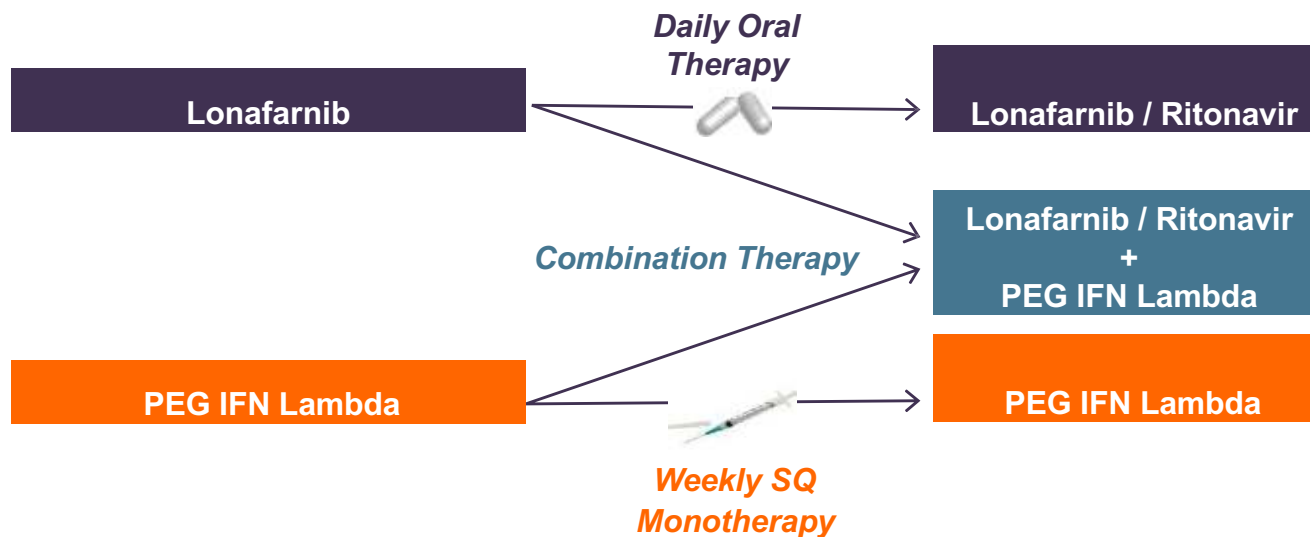 Daily Oral
Therapy
Lonafarnib
Lonafarnib / Ritonavir
Lonafarnib / Ritonavir
+
PEG IFN Lambda
Combination Therapy
PEG IFN Lambda
PEG IFN Lambda
Weekly SQ
Monotherapy